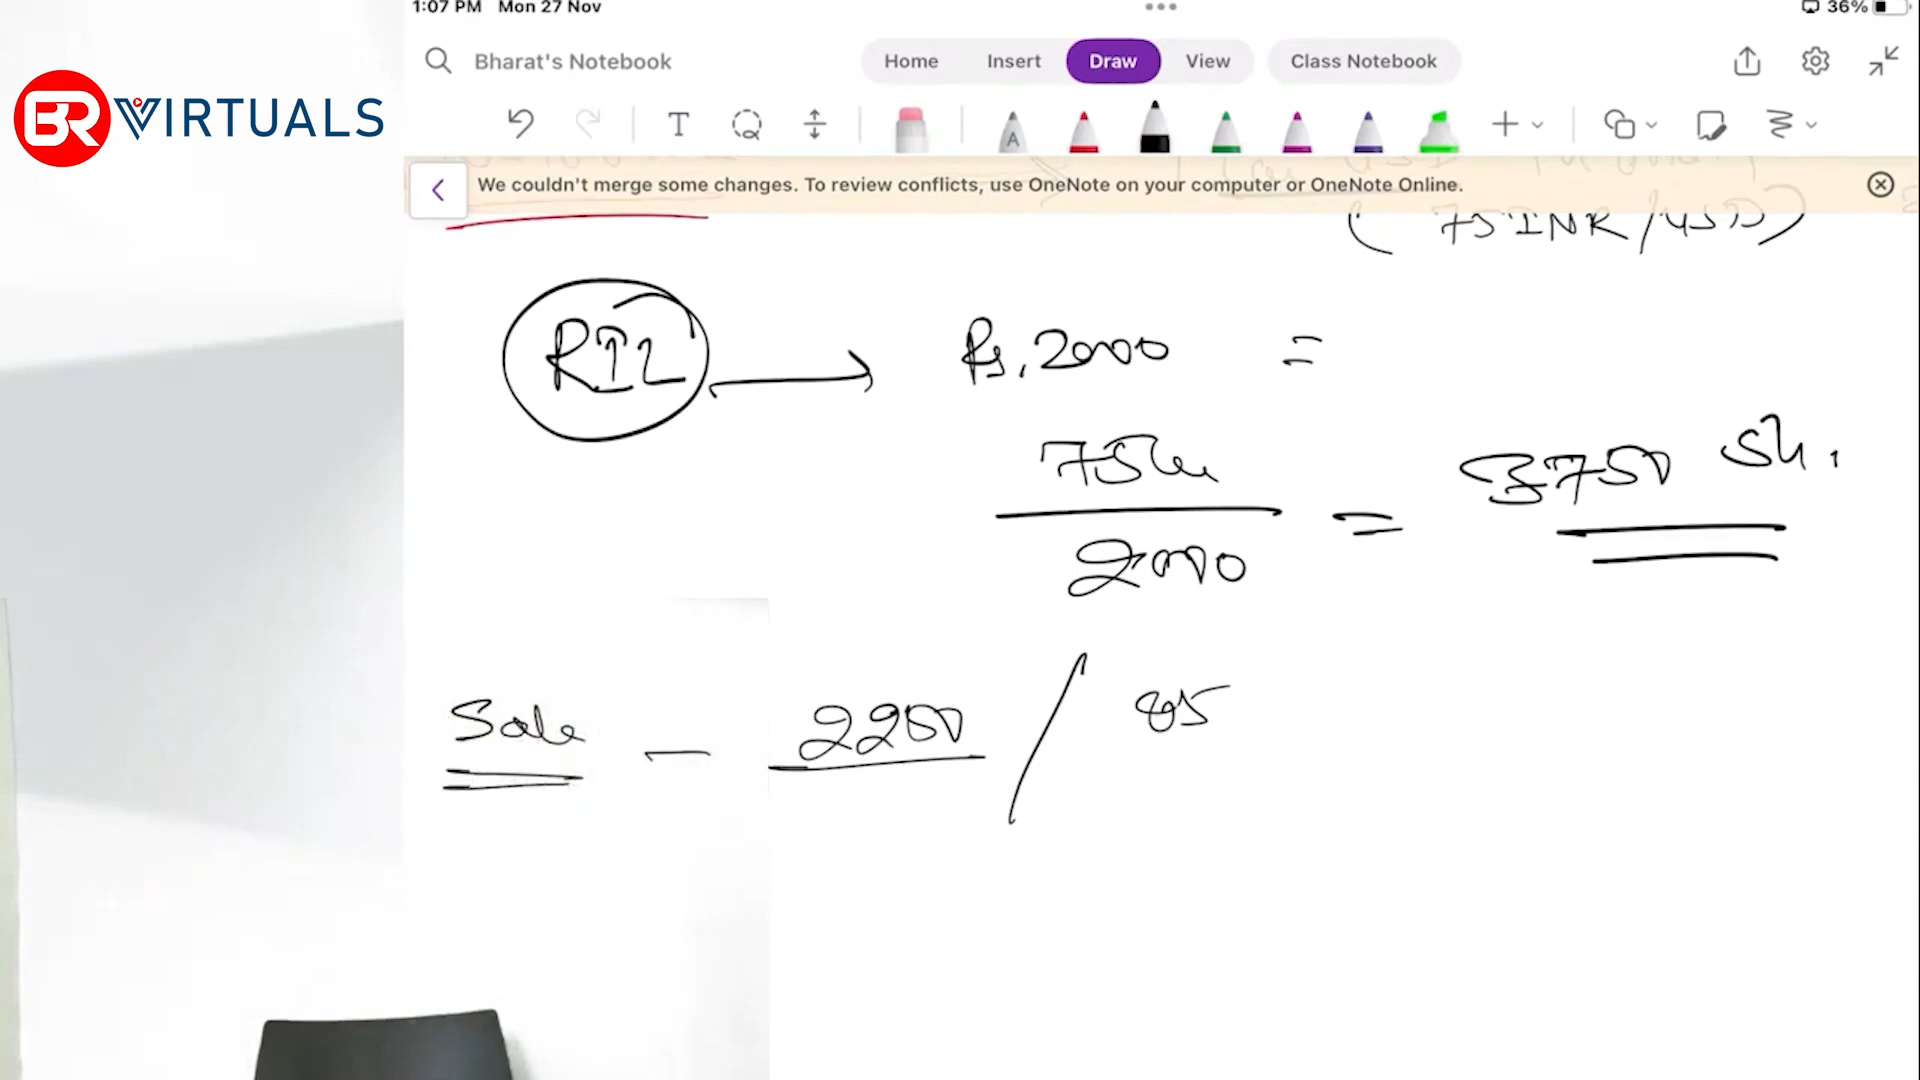 1:07 PM Mon 27 Nov
36%
BR VIRTUALS
Bharat's Notebook
Home Insert Draw View Class Notebook
T
A
We couldn't merge some changes. To review conflicts, use OneNote on your computer or OneNote Online.
( 75 INR/USD)
RIL → Rs. 2000 =
2000
= 3750 Sh.
Sale — 2250 / 85